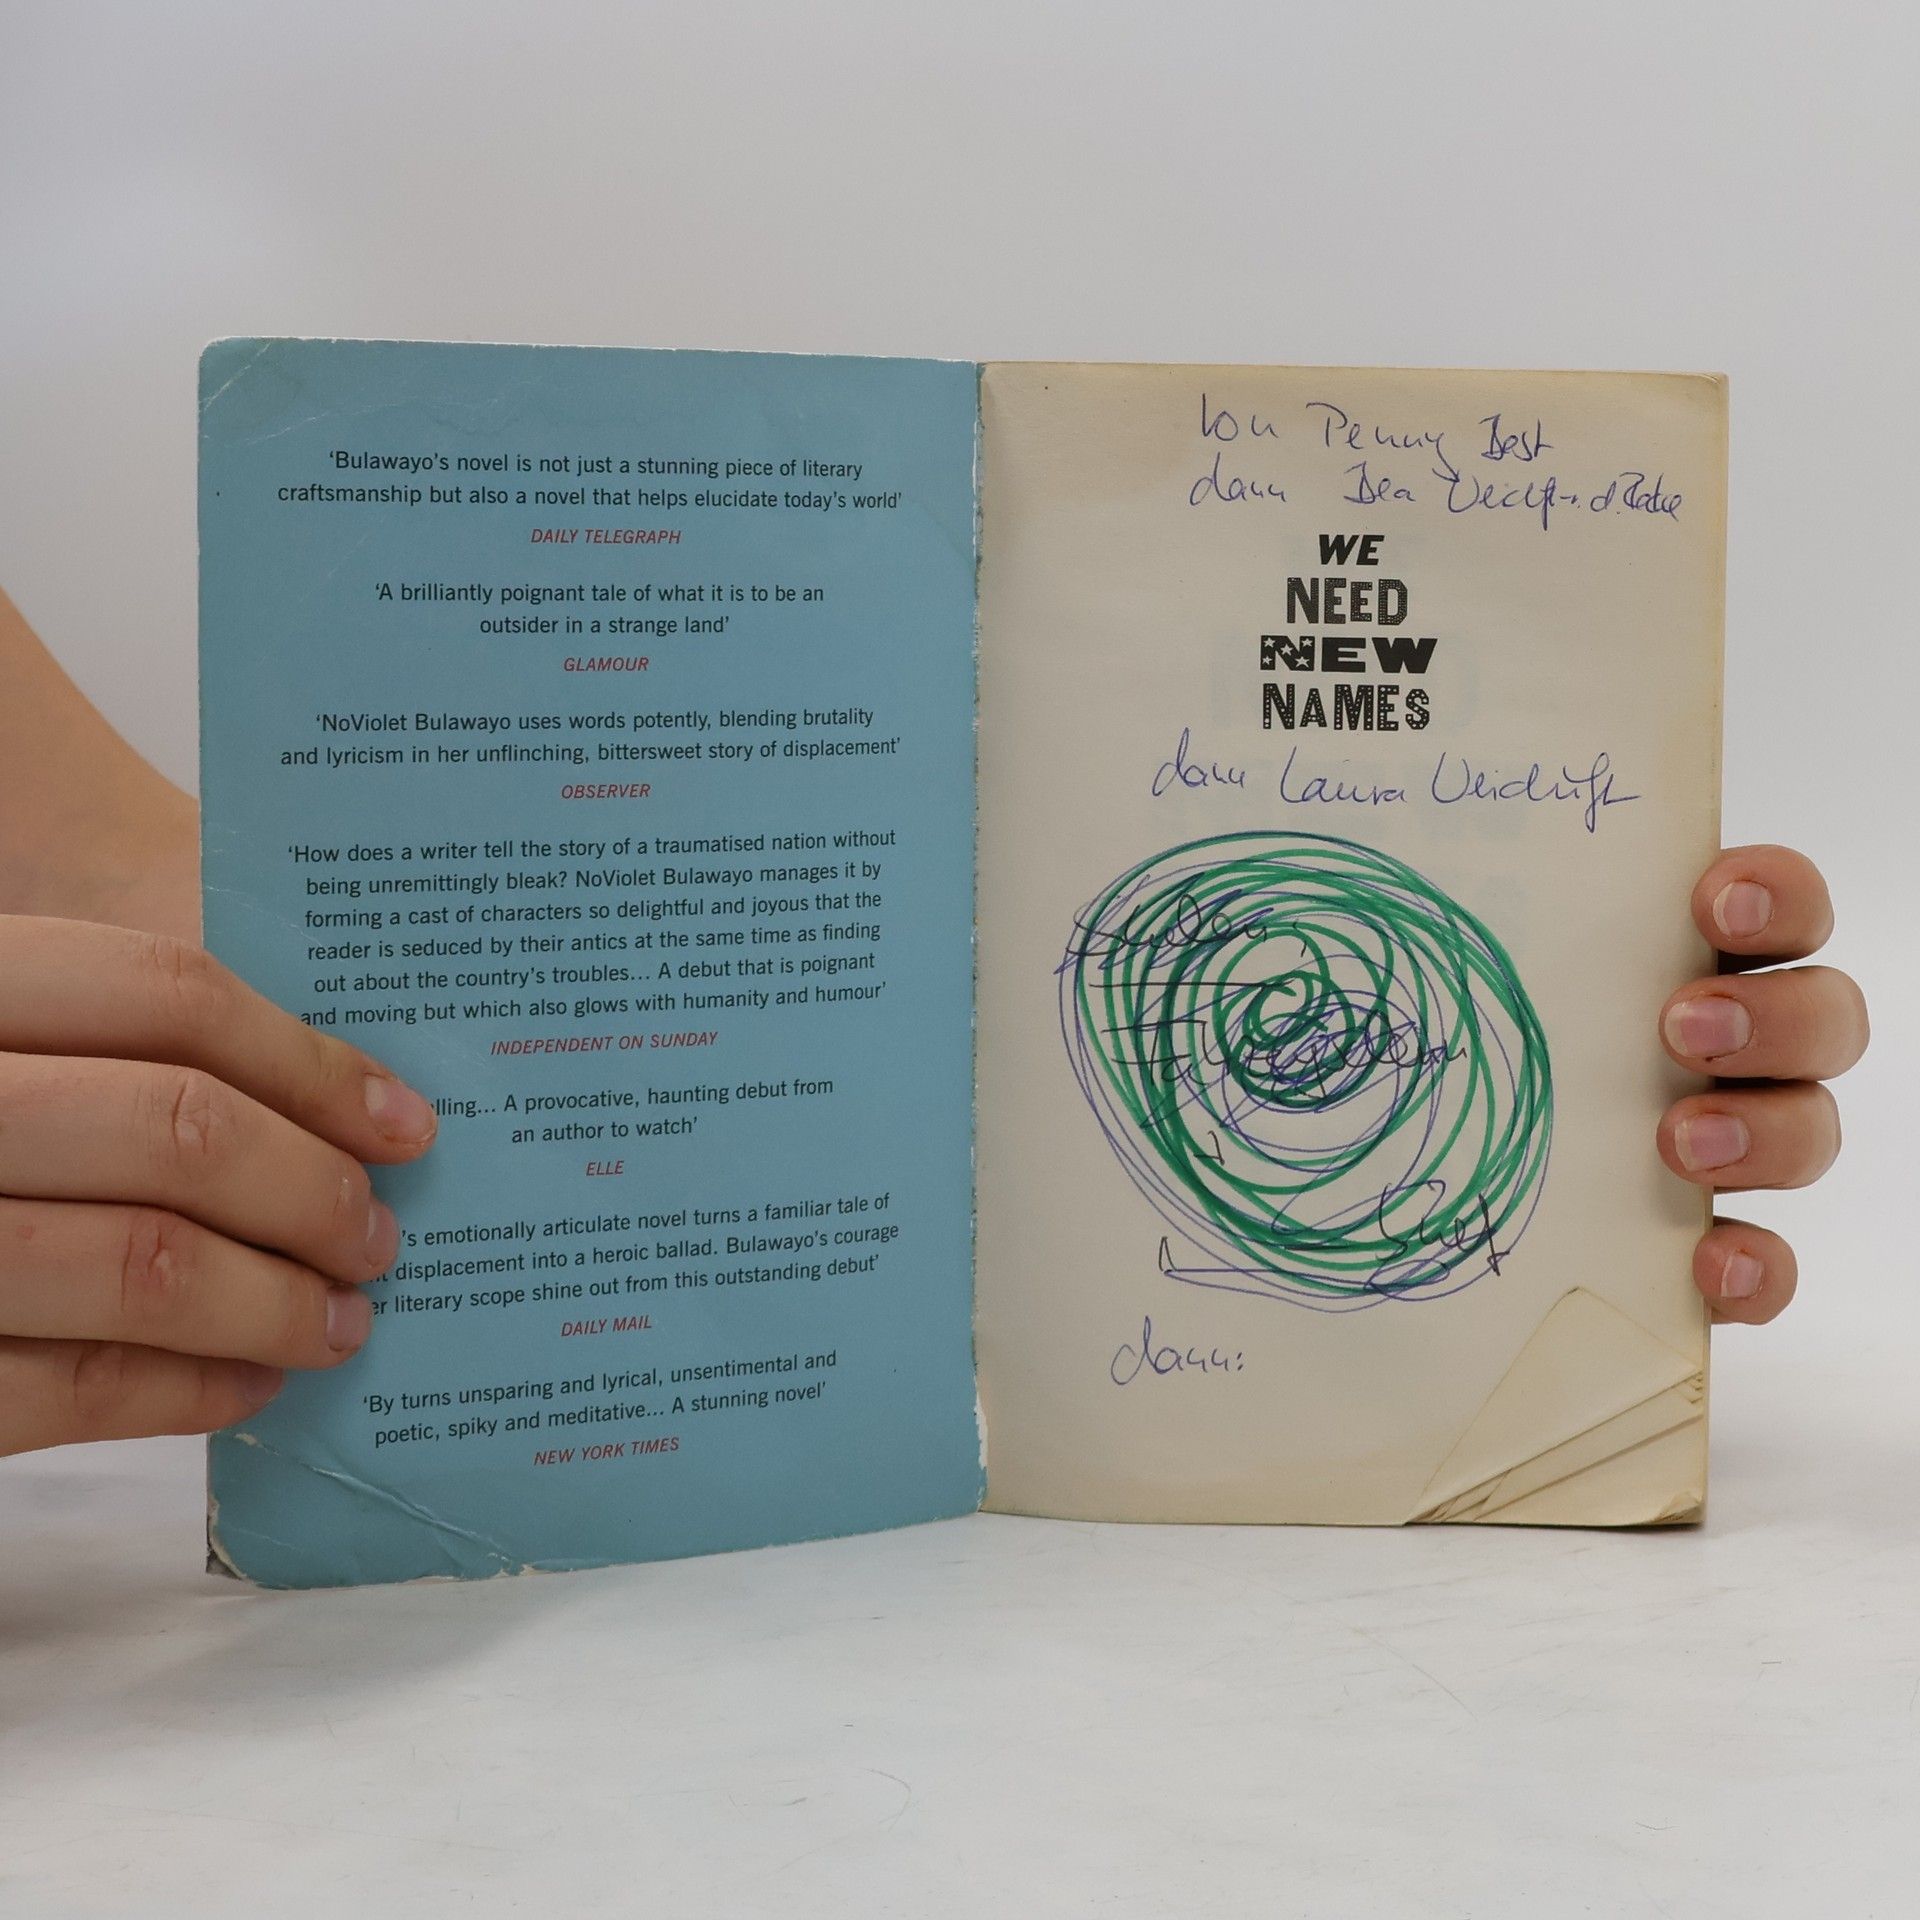 'Bulawayo's novel is not just a stunning piece of literary
craftsmanship but also a novel that helps elucidate today's world'
DAILY TELEGRAPH
'A brilliantly poignant tale of what it is to be an
outsider in a strange land'
GLAMOUR
'NoViolet Bulawayo uses words potently, blending brutality
and lyricism in her unflinching, bittersweet story of displacement'
OBSERVER
'How does a writer tell the story of a traumatised nation without
being unremittingly bleak? NoViolet Bulawayo manages it by
forming a cast of characters so delightful and joyous that the
reader is seduced by their antics at the same time as finding
out about the country's troubles... A debut that is poignant
and moving but which also glows with humanity and humour'
INDEPENDENT ON SUNDAY
lling... A provocative, haunting debut from
an author to watch'
ELLE
's emotionally articulate novel turns a familiar tale of
displacement into a heroic ballad. Bulawayo's courage
er literary scope shine out from this outstanding debut'
DAILY MAIL
'By turns unsparing and lyrical, unsentimental and
poetic, spiky and meditative... A stunning novel'
NEW YORK TIMES
von Penny Best
dann Bea
WE
NEED
NEW
NAMES
dann Laura
dann: